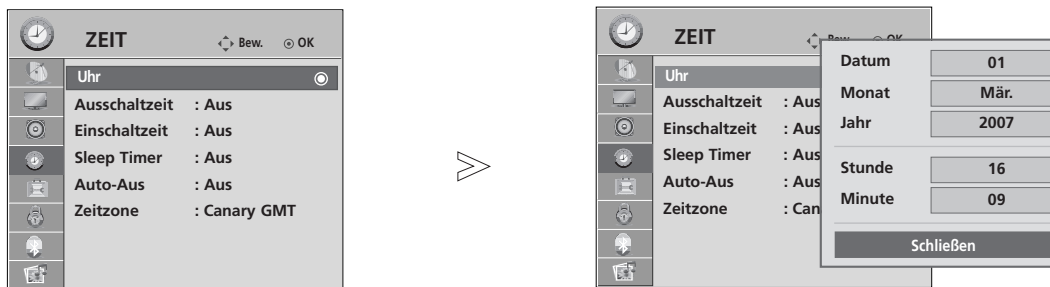 ZEIT Bew. OK
Uhr
Ausschaltzeit : Aus
Einschaltzeit : Aus
Sleep Timer : Aus
Auto-Aus : Aus
Zeitzone : Canary GMT
ZEIT
Uhr
Ausschaltzeit : Aus
Einschaltzeit : Aus
Sleep Timer : Aus
Auto-Aus : Aus
Zeitzone : Can
Datum 01
Monat Mär.
Jahr 2007
Stunde 16
Minute 09
Schließen